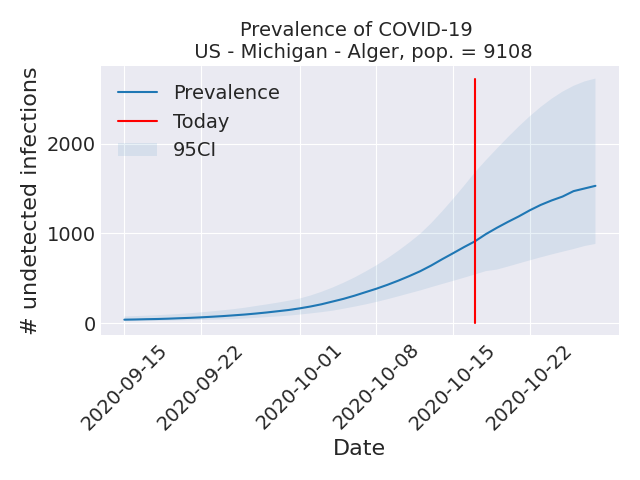 Prevalence of COVID-19
US - Michigan - Alger, pop. = 9108
# undetected infections
2000
1000
0
Prevalence
Today
95CI
2020-09-15
2020-09-22
2020-10-01
2020-10-08
2020-10-15
2020-10-22
Date